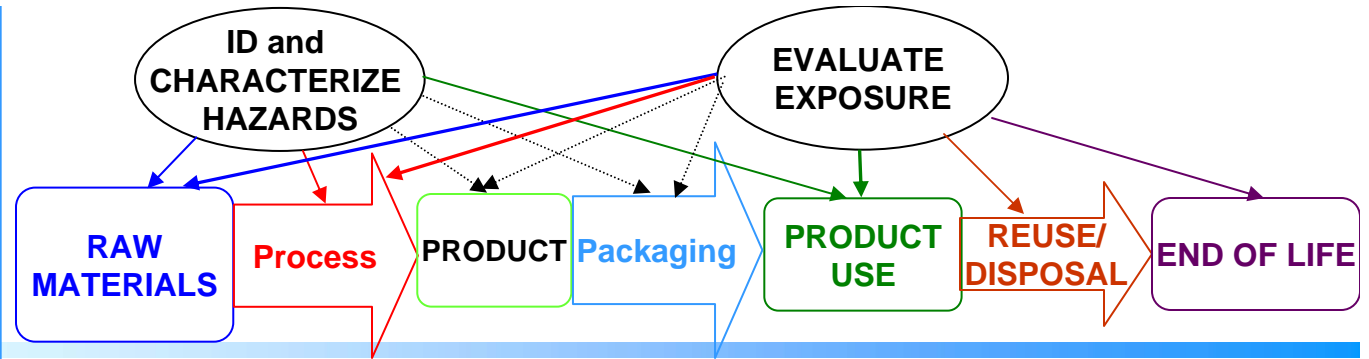 ID and
CHARACTERIZE
HAZARDS
EVALUATE
EXPOSURE
RAW
MATERIALS
Process
PRODUCT
Packaging
PRODUCT
USE
REUSE/
DISPOSAL
END OF LIFE